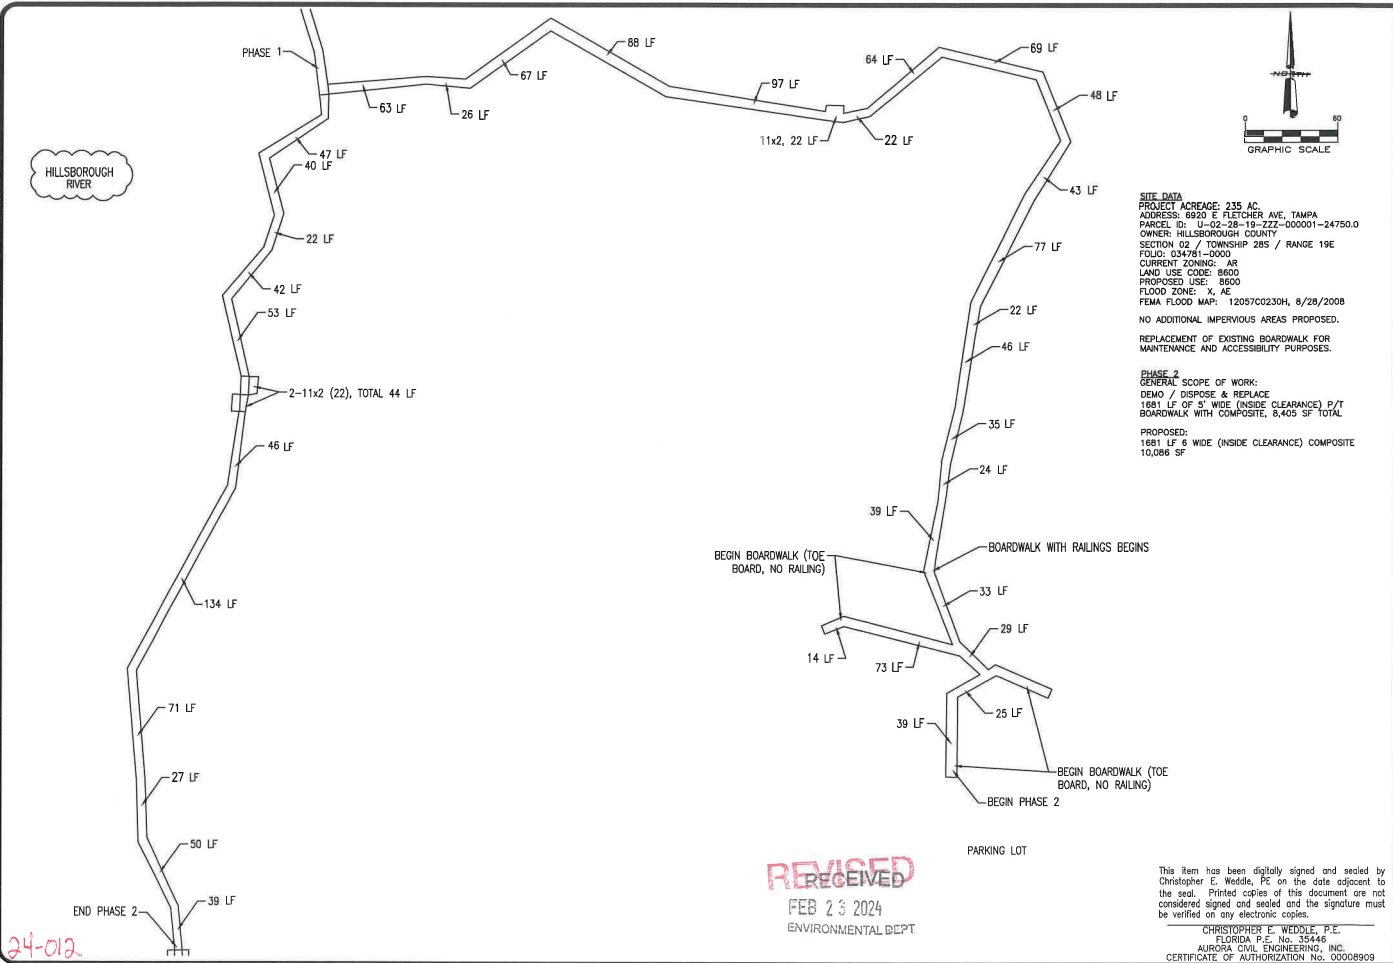 PHASE 1
88 LF
67 LF
63 LF
26 LF
97 LF
11x2, 22 LF
22 LF
64 LF
69 LF
48 LF
43 LF
77 LF
22 LF
46 LF
35 LF
24 LF
39 LF
BOARDWALK WITH RAILINGS BEGINS
BEGIN BOARDWALK (TOE
BOARD, NO RAILING)
33 LF
29 LF
14 LF
73 LF
25 LF
39 LF
BEGIN BOARDWALK (TOE
BOARD, NO RAILING)
BEGIN PHASE 2
PARKING LOT
HILLSBOROUGH
RIVER
47 LF
40 LF
22 LF
42 LF
53 LF
2-11x2 (22), TOTAL 44 LF
46 LF
134 LF
71 LF
27 LF
50 LF
39 LF
END PHASE 2
24-012
NORTH
0 60
GRAPHIC SCALE
SITE DATA
PROJECT ACREAGE: 235 AC.
ADDRESS: 6920 E FLETCHER AVE, TAMPA
PARCEL ID: U-02-28-19-ZZZ-000001-24750.0
OWNER: HILLSBOROUGH COUNTY
SECTION 02 / TOWNSHIP 28S / RANGE 19E
FOLIO: 034781-0000
CURRENT ZONING: AR
LAND USE CODE: 8600
PROPOSED USE: 8600
FLOOD ZONE: X, AE
FEMA FLOOD MAP: 12057C0230H, 8/28/2008
NO ADDITIONAL IMPERVIOUS AREAS PROPOSED.
REPLACEMENT OF EXISTING BOARDWALK FOR
MAINTENANCE AND ACCESSIBILITY PURPOSES.
PHASE 2
GENERAL SCOPE OF WORK:
DEMO / DISPOSE & REPLACE
1681 LF OF 5' WIDE (INSIDE CLEARANCE) P/T
BOARDWALK WITH COMPOSITE, 8,405 SF TOTAL
PROPOSED:
1681 LF 6 WIDE (INSIDE CLEARANCE) COMPOSITE
10,086 SF
REVISED
RECEIVED
FEB 23 2024
ENVIRONMENTAL DEPT.
This item has been digitally signed and sealed by
Christopher E. Weddle, PE on the date adjacent to
the seal. Printed copies of this document are not
considered signed and sealed and the signature must
be verified on any electronic copies.
CHRISTOPHER E. WEDDLE, P.E.
FLORIDA P.E. No. 35446
AURORA CIVIL ENGINEERING, INC.
CERTIFICATE OF AUTHORIZATION No. 00008909